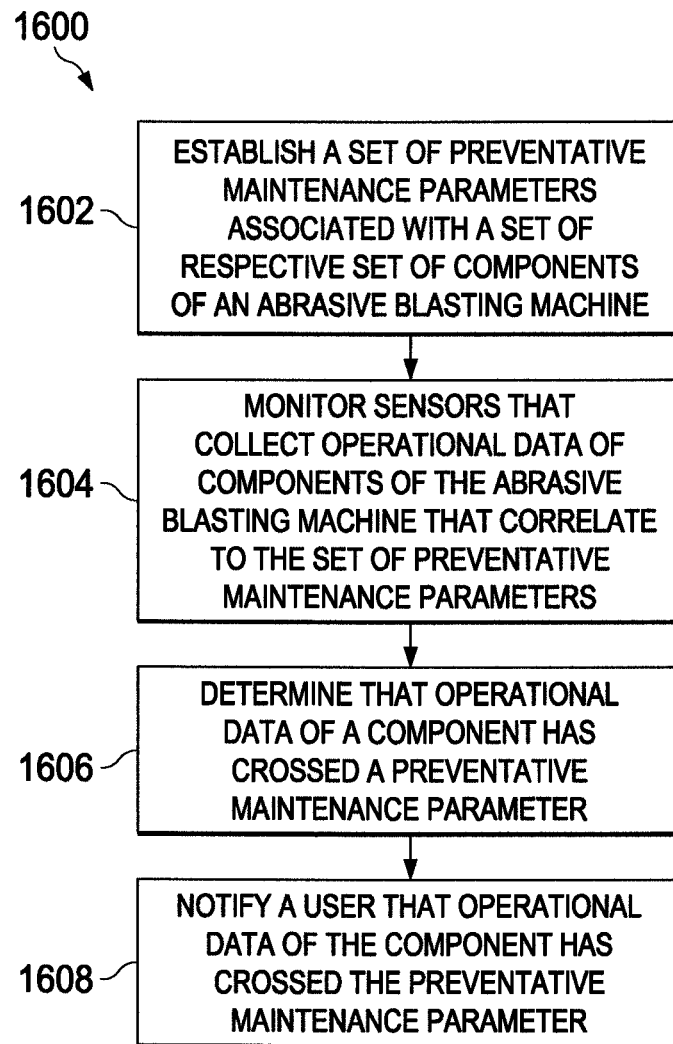 1600
1602
ESTABLISH A SET OF PREVENTATIVE
MAINTENANCE PARAMETERS
ASSOCIATED WITH A SET OF
RESPECTIVE SET OF COMPONENTS
OF AN ABRASIVE BLASTING MACHINE
1604
MONITOR SENSORS THAT
COLLECT OPERATIONAL DATA OF
COMPONENTS OF THE ABRASIVE
BLASTING MACHINE THAT CORRELATE
TO THE SET OF PREVENTATIVE
MAINTENANCE PARAMETERS
1606
DETERMINE THAT OPERATIONAL
DATA OF A COMPONENT HAS
CROSSED A PREVENTATIVE
MAINTENANCE PARAMETER
1608
NOTIFY A USER THAT OPERATIONAL
DATA OF THE COMPONENT HAS
CROSSED THE PREVENTATIVE
MAINTENANCE PARAMETER